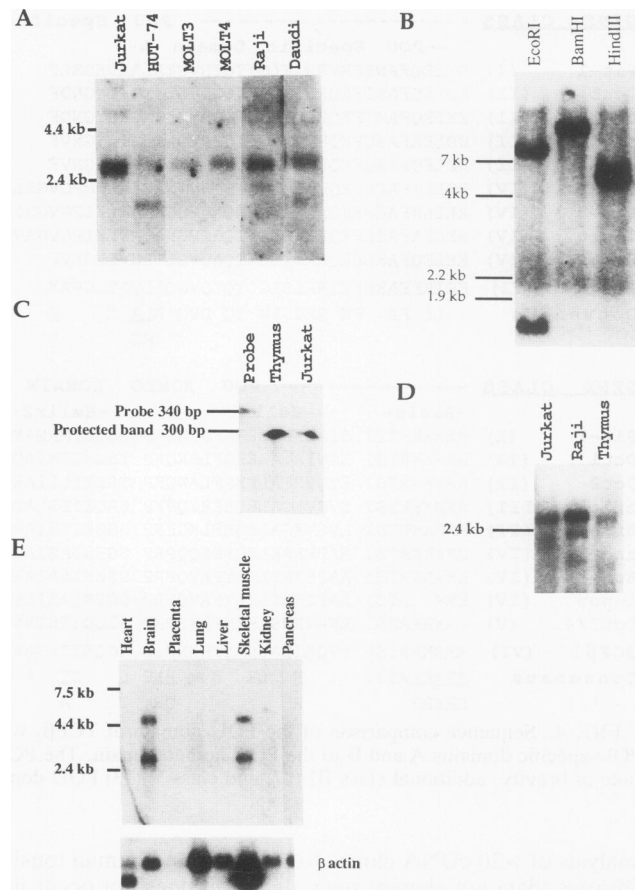 A
Jurkat
HUT-74
MOLT3
MOLT4
Raji
Daudi
4.4 kb
2.4 kb
B
EcoRI
BamHI
HindIII
7 kb
4kb
2.2 kb
1.9 kb
C
Probe
Thymus
Jurkat
Probe 340 bp
Protected band 300 bp
D
Jurkat
Raji
Thymus
2.4 kb
E
Heart
Brain
Placenta
Lung
Liver
Skeletal muscle
Kidney
Pancreas
7.5 kb
4.4 kb
2.4 kb
β actin